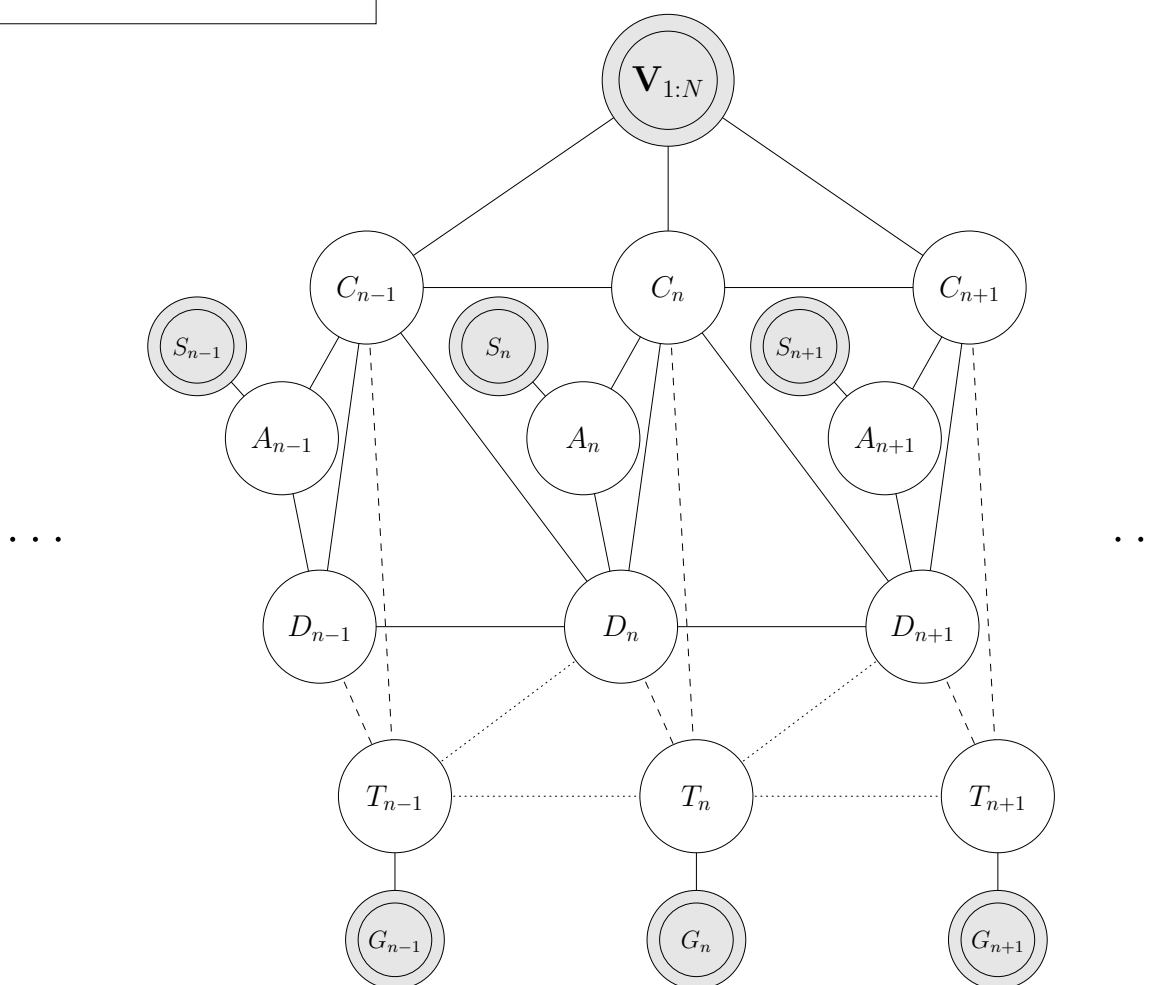 V₁:N
Cₙ₋₁ Cₙ Cₙ₊₁
Sₙ₋₁ Sₙ Sₙ₊₁
Aₙ₋₁ Aₙ Aₙ₊₁
... ..
Dₙ₋₁ Dₙ Dₙ₊₁
Tₙ₋₁ Tₙ Tₙ₊₁
Gₙ₋₁ Gₙ Gₙ₊₁